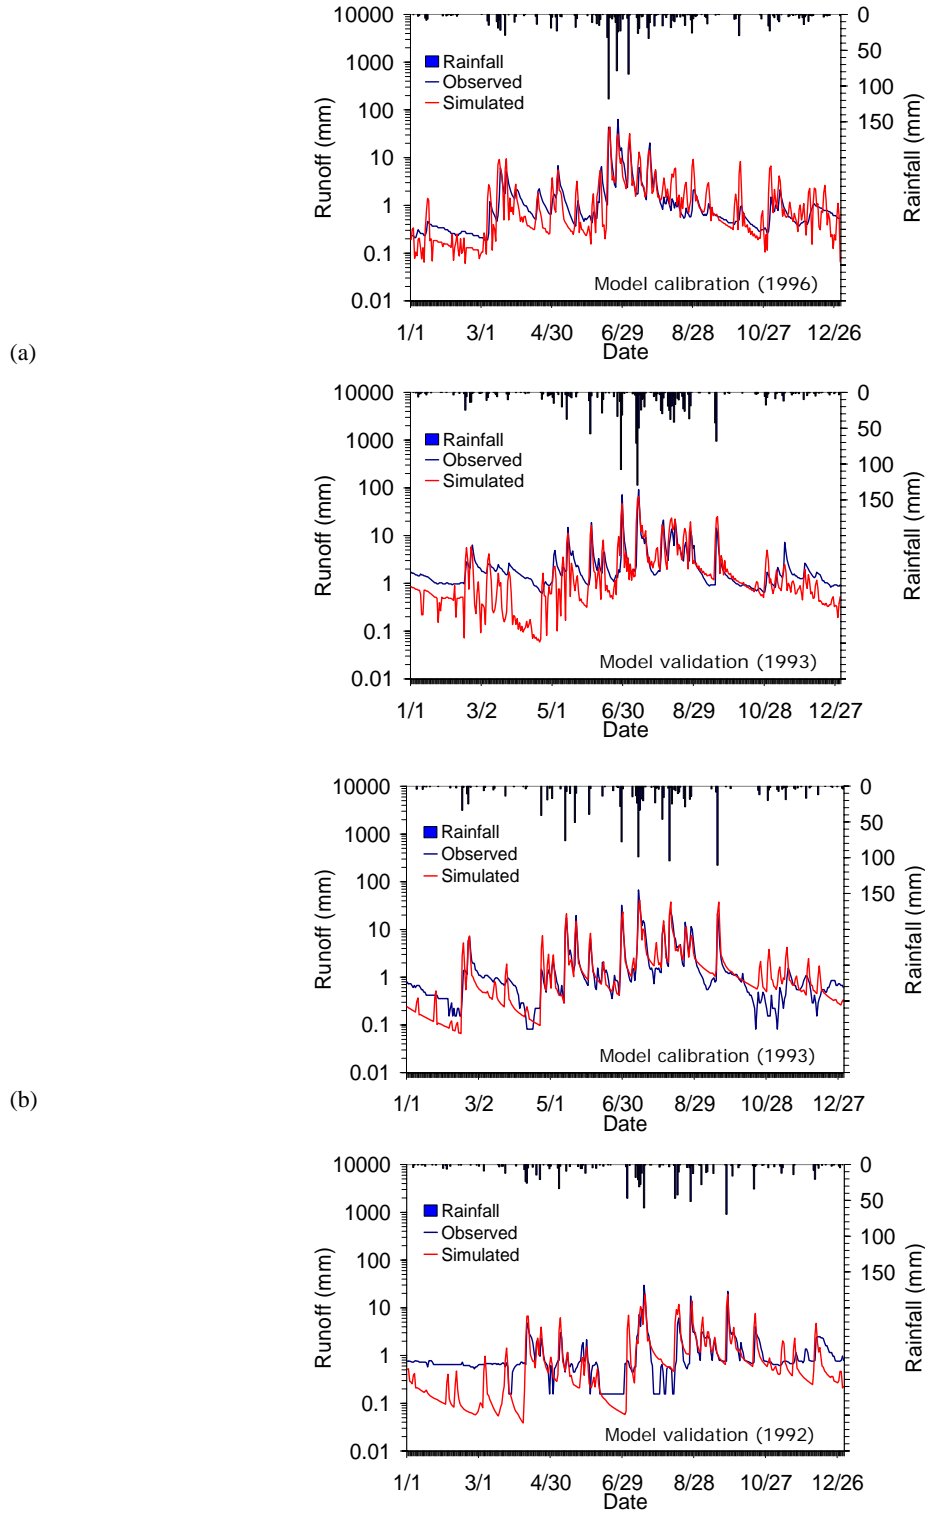 10000
1000
100
10
1
0.1
0.01
Runoff (mm)
Rainfall
Observed
Simulated
0
50
100
150
Rainfall (mm)
Model calibration (1996)
1/1 3/1 4/30 6/29 8/28 10/27 12/26
Date
(a)
10000
1000
100
10
1
0.1
0.01
Runoff (mm)
Rainfall
Observed
Simulated
0
50
100
150
Rainfall (mm)
Model validation (1993)
1/1 3/2 5/1 6/30 8/29 10/28 12/27
Date
10000
1000
100
10
1
0.1
0.01
Runoff (mm)
Rainfall
Observed
Simulated
0
50
100
150
Rainfall (mm)
Model calibration (1993)
1/1 3/2 5/1 6/30 8/29 10/28 12/27
Date
(b)
10000
1000
100
10
1
0.1
0.01
Runoff (mm)
Rainfall
Observed
Simulated
0
50
100
150
Rainfall (mm)
Model validation (1992)
1/1 3/1 4/30 6/29 8/28 10/27 12/26
Date